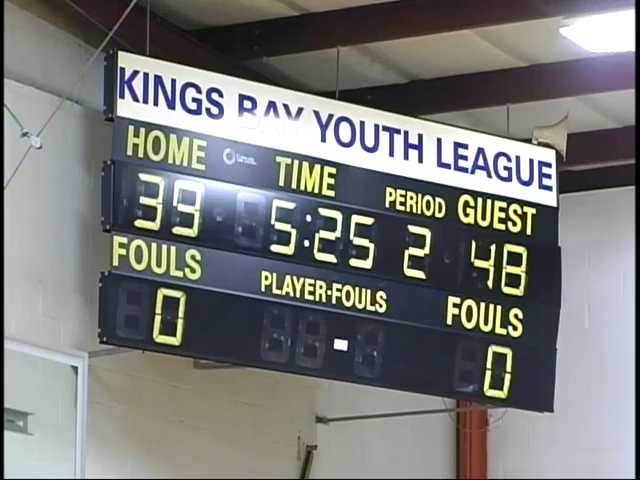 KINGS BAY YOUTH LEAGUE
HOME TIME PERIOD GUEST
39 5:25 2 48
FOULS PLAYER-FOULS FOULS
0 0